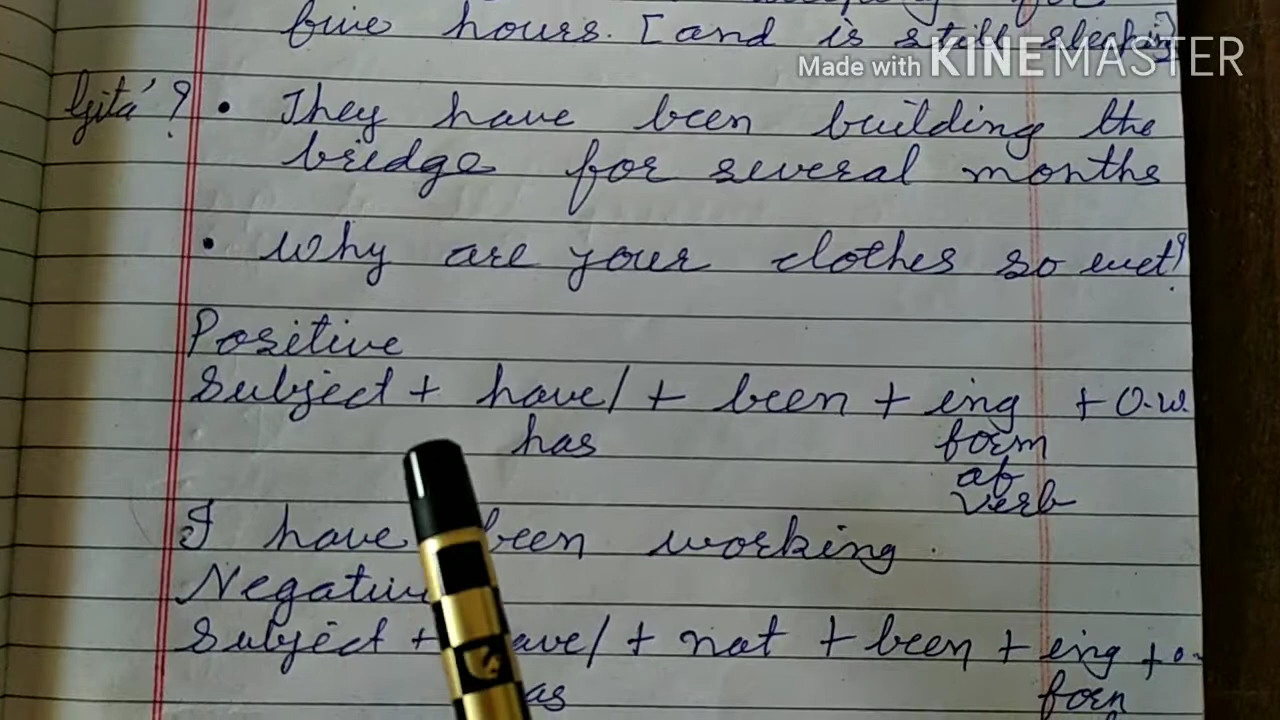 five hours. [and is still sleeping]
Made with KINEMASTER
Gita' ? • They have been building the
bridge for several months
• Why are your clothes so wet?
Positive
Subject + have/ + been + ing + O.W.
has form
of
verb
I have been working.
Negative
Subject + have/ + not + been + ing + o
has form